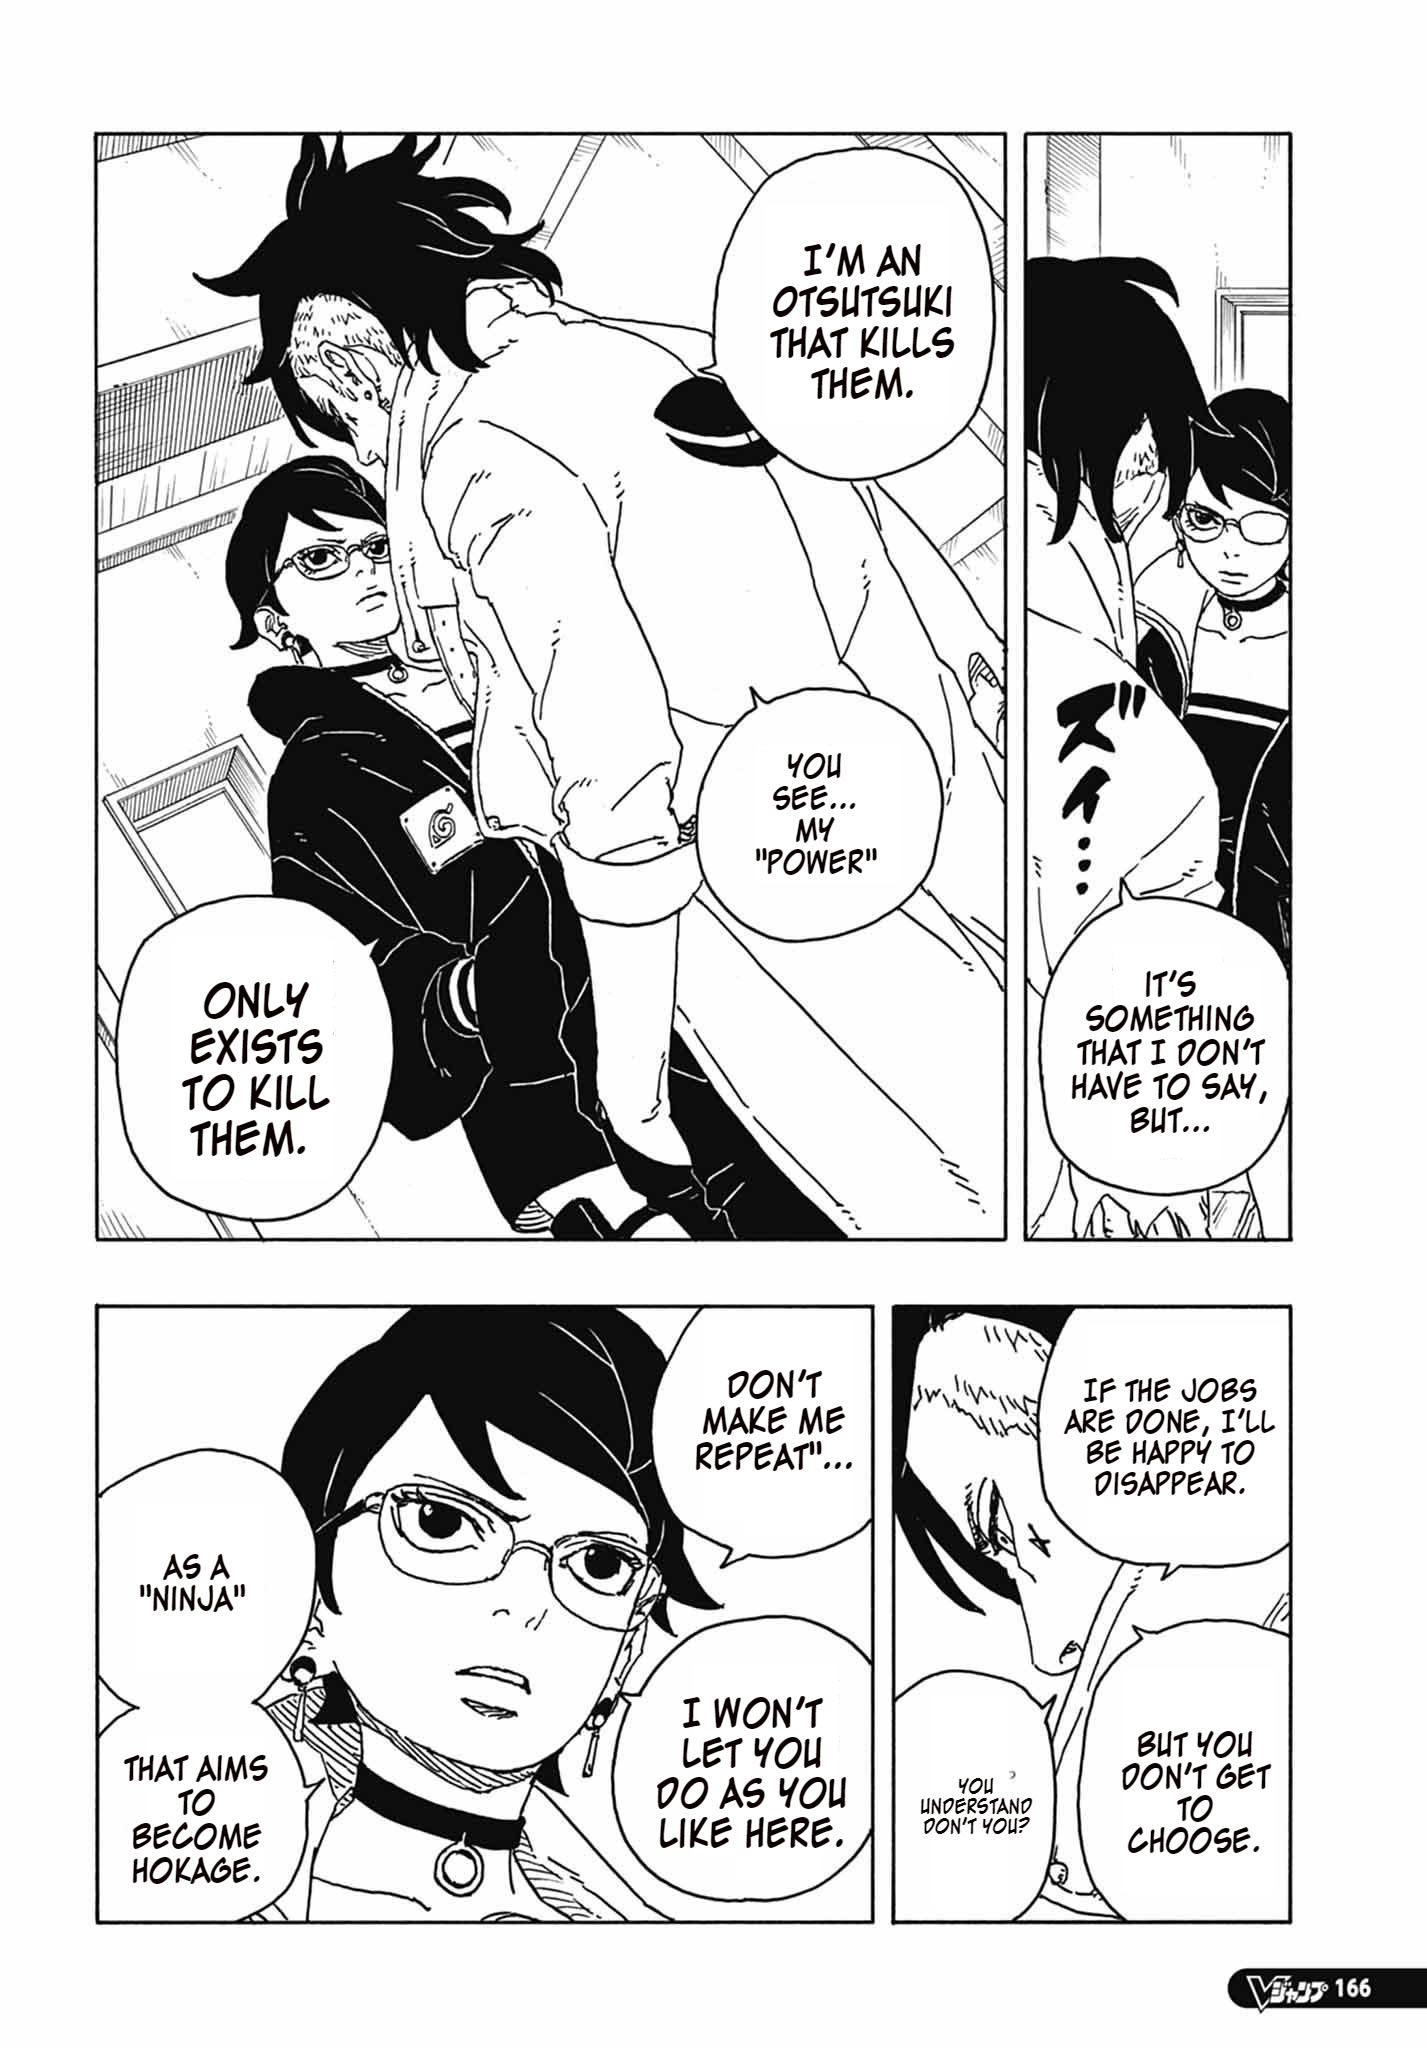 ズイ....
IT'S
SOMETHING
THAT I DON'T
HAVE TO SAY,
BUT...
I'M AN
OTSUTSUKI
THAT KILLS
THEM.
YOU
SEE...
MY
"POWER"
ONLY
EXISTS
TO KILL
THEM.
IF THE JOBS
ARE DONE, I'LL
BE HAPPY TO
DISAPPEAR.
BUT YOU
DON'T GET
TO
CHOOSE.
YOU
UNDERSTAND
DON'T YOU?
DON'T
MAKE ME
REPEAT"...
I WON'T
LET YOU
DO AS YOU
LIKE HERE.
AS A
"NINJA"
THAT AIMS
TO
BECOME
HOKAGE.
Vジャンプ 166